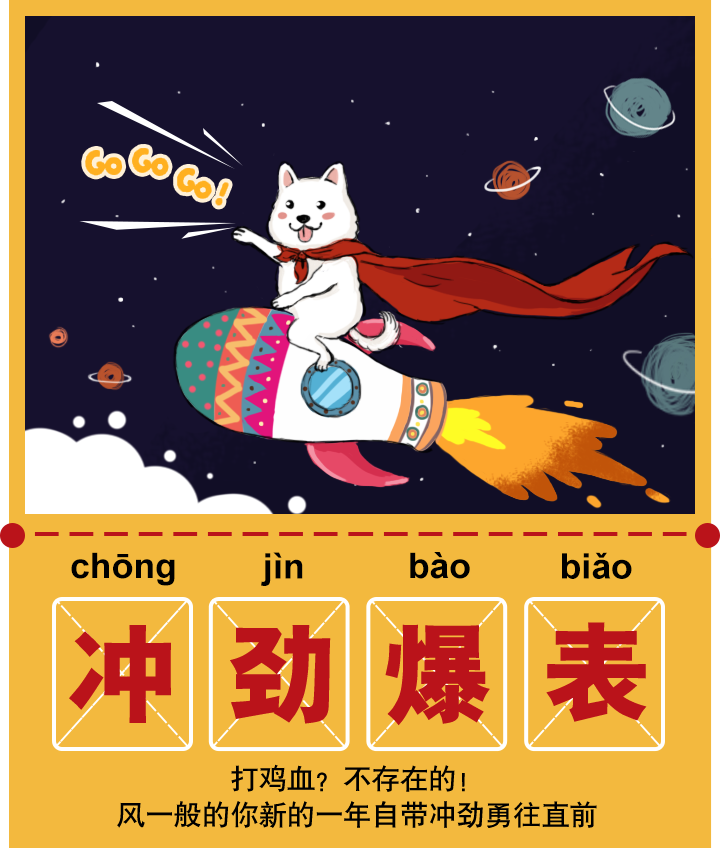 Go Go Go!
chōng jìn bào biǎo
冲劲爆表
打鸡血？不存在的！
风一般的你新的一年自带冲劲勇往直前